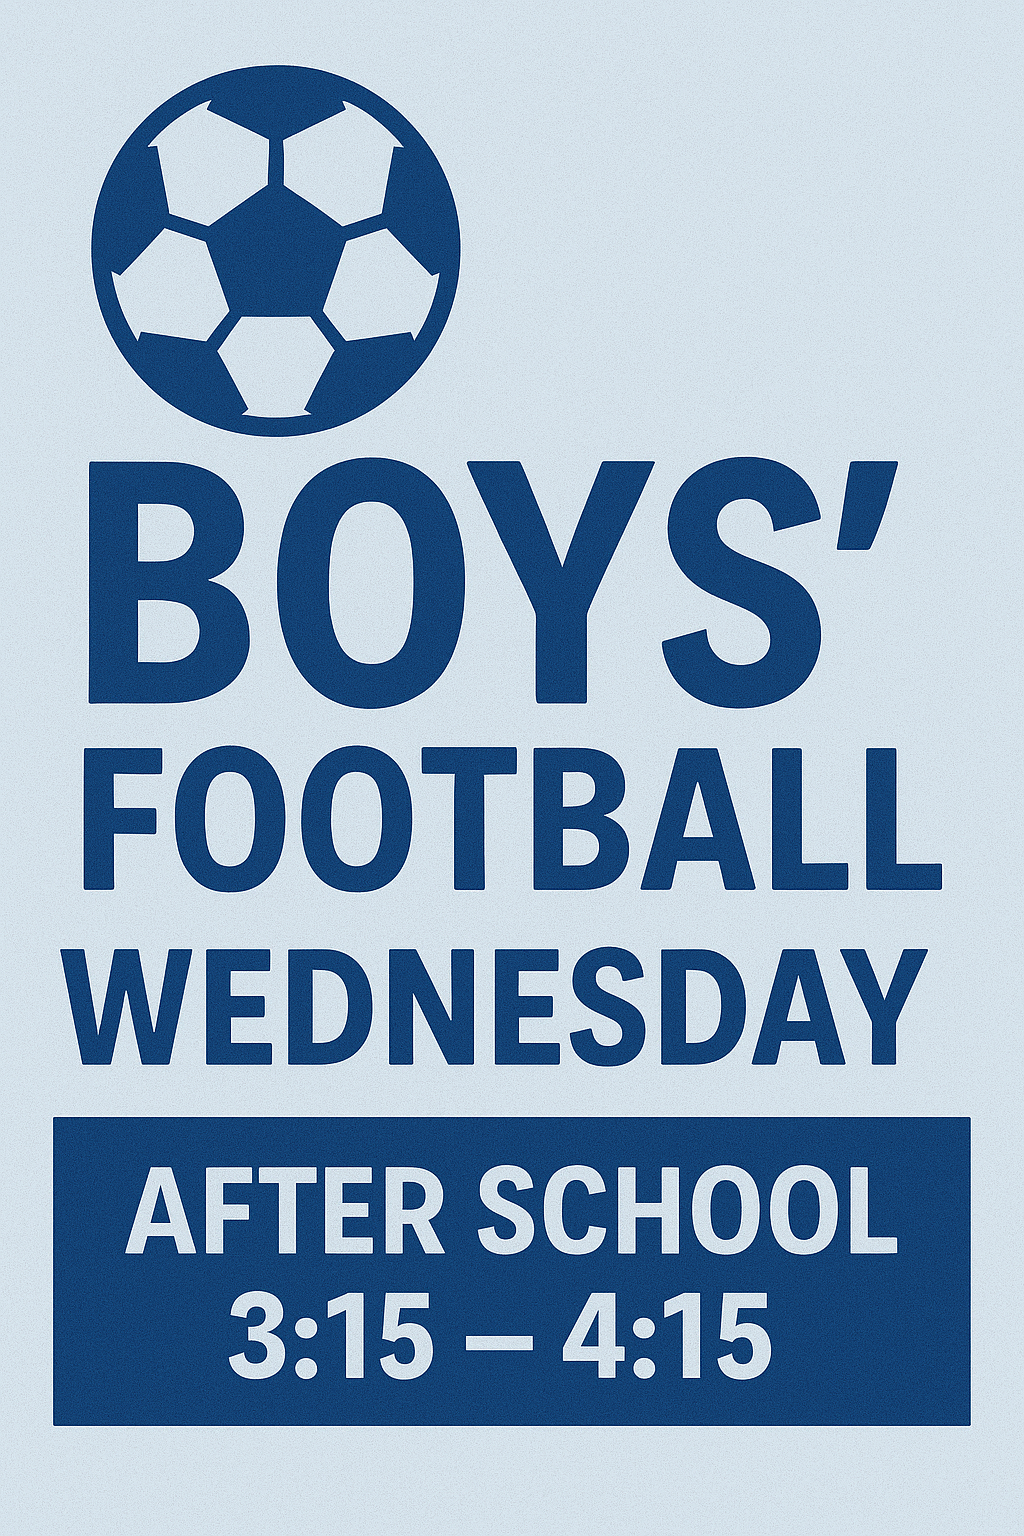 BOYS'
FOOTBALL
WEDNESDAY
AFTER SCHOOL
3:15 – 4:15